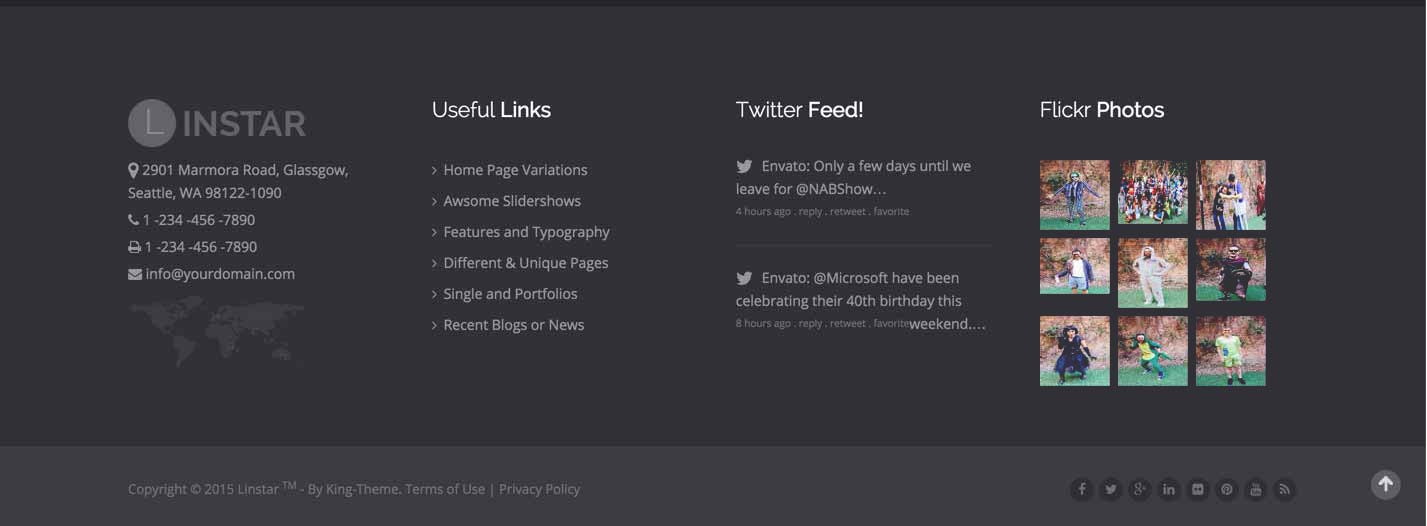 LINSTAR
2901 Marmora Road, Glassgow,
Seattle, WA 98122-1090
1 -234 -456 -7890
1 -234 -456 -7890
info@yourdomain.com
Useful Links
Home Page Variations
Awsome Slidershows
Features and Typography
Different & Unique Pages
Single and Portfolios
Recent Blogs or News
Twitter Feed!
Envato: Only a few days until we
leave for @NABShow…
4 hours ago . reply . retweet . favorite
Envato: @Microsoft have been
celebrating their 40th birthday this
8 hours ago . reply . retweet . favoriteweekend.…
Flickr Photos
Copyright © 2015 Linstar TM - By King-Theme. Terms of Use | Privacy Policy